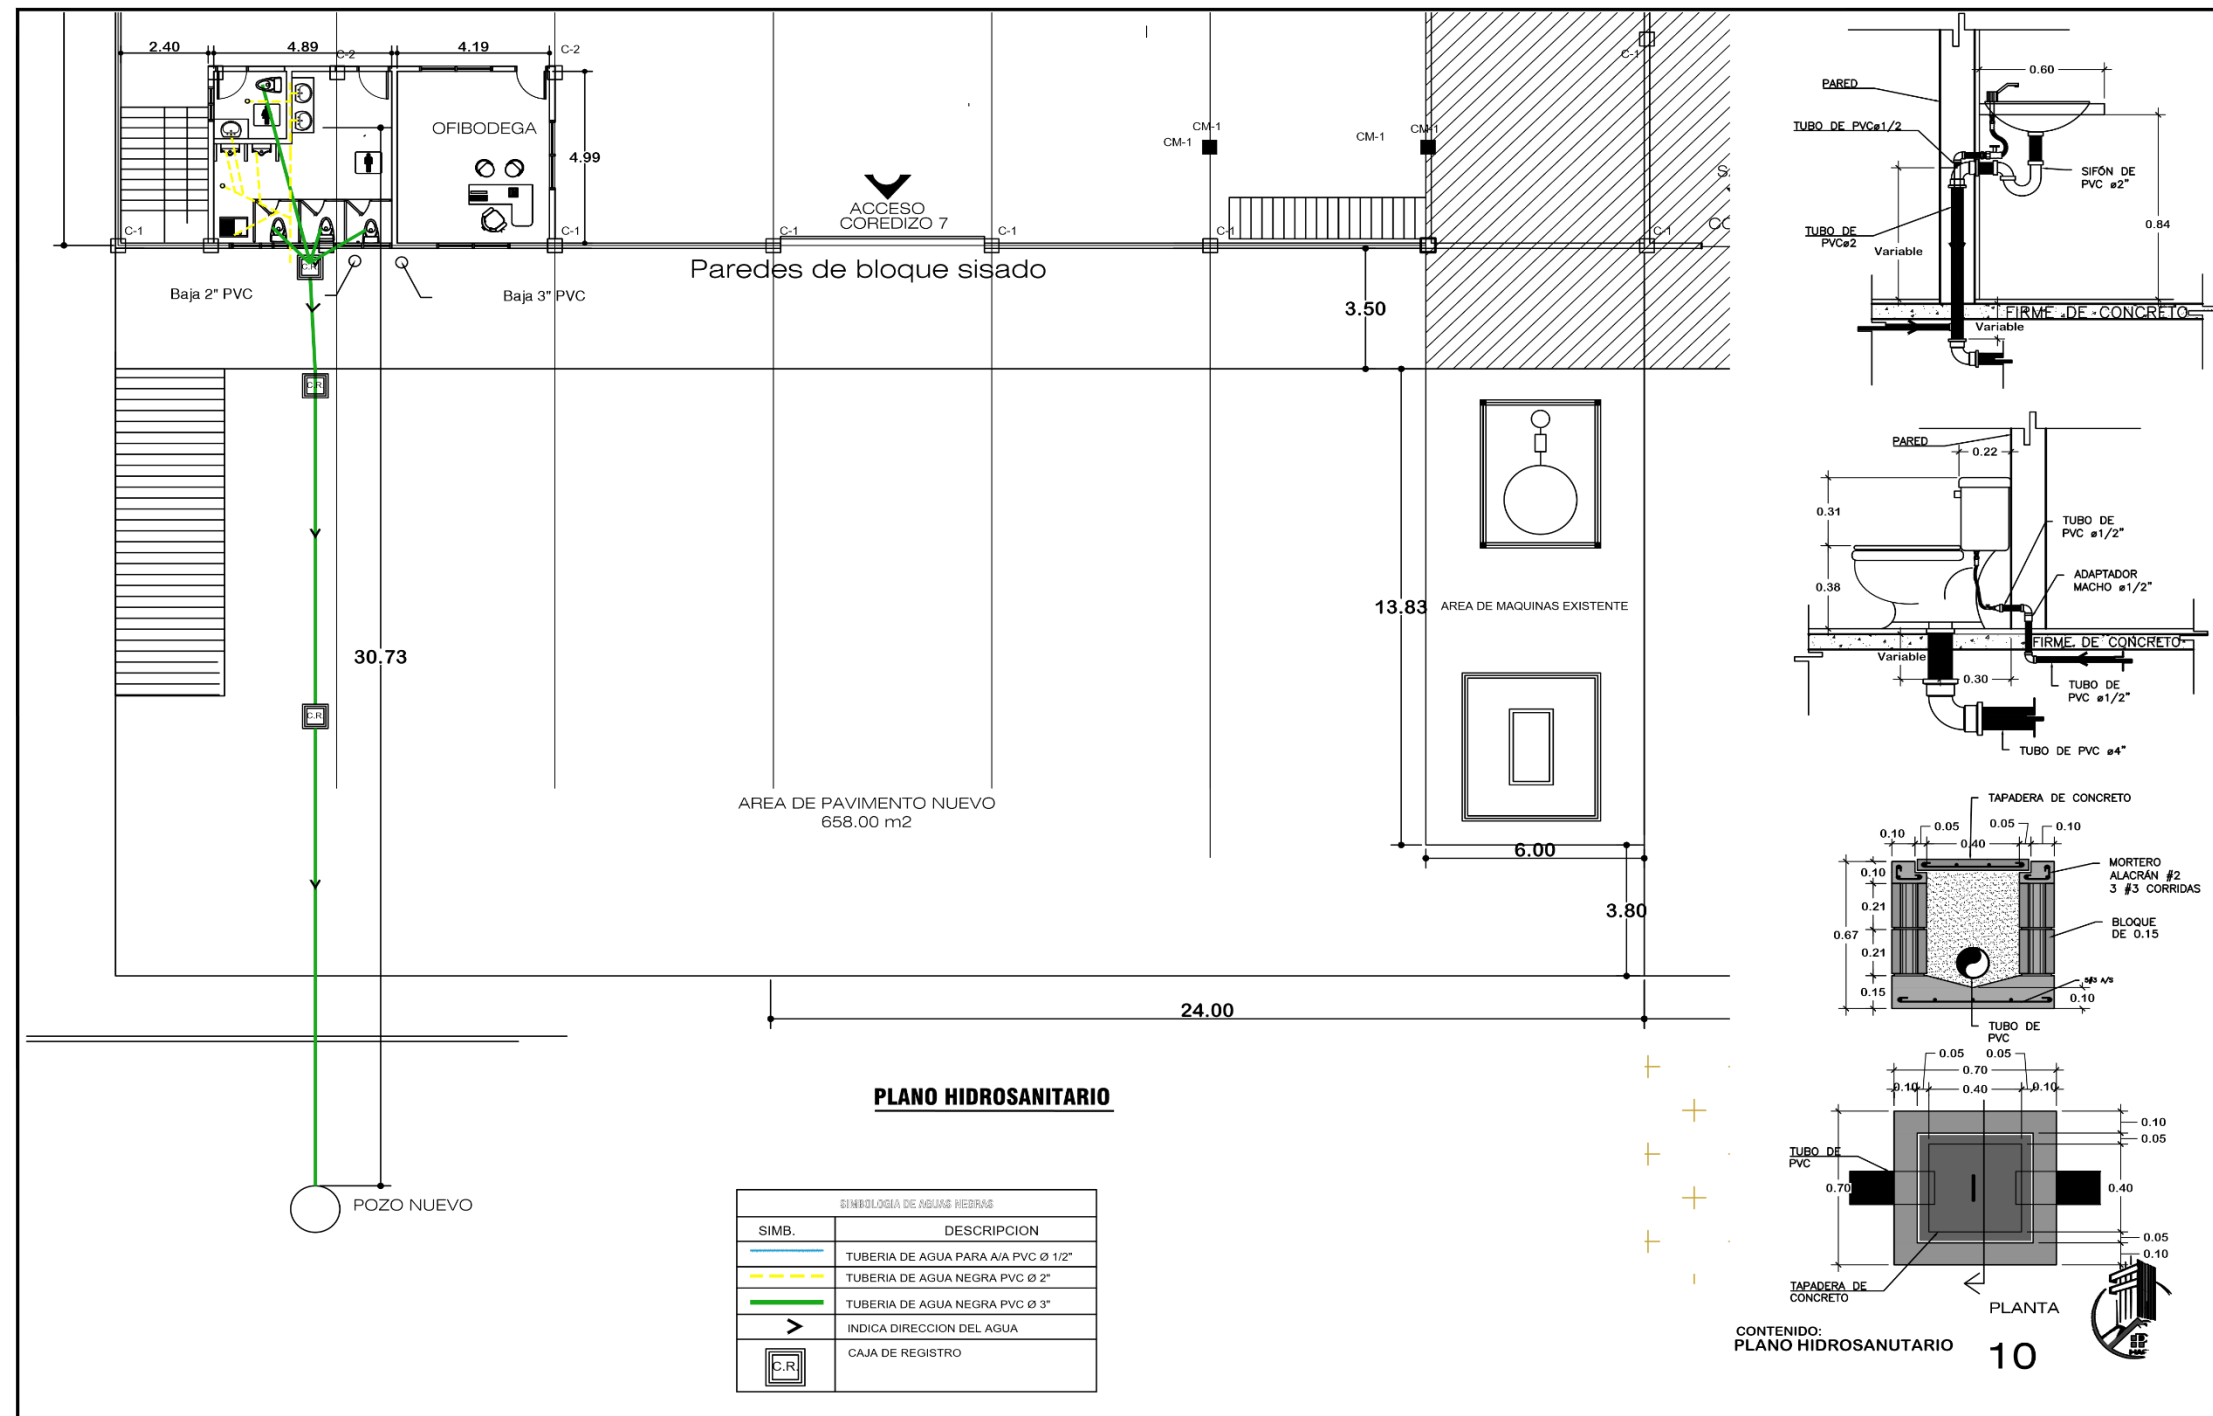 2.40
4.89
4.19
C-2
C-2
C-1
OFIBODEGA
4.99
CM-1
CM-1
CM-1
CM-1
ACCESO
COREDIZO 7
C-1
C-1
C-1
C-1
C-1
C-1
C.R.
Paredes de bloque sisado
Baja 2" PVC
Baja 3" PVC
3.50
C.R.
13.83
AREA DE MAQUINAS EXISTENTE
30.73
C.R.
AREA DE PAVIMENTO NUEVO
658.00 m2
6.00
3.80
24.00
PLANO HIDROSANITARIO
POZO NUEVO
SIMBOLOGIA DE AGUAS NEGRAS
SIMB.
DESCRIPCION
TUBERIA DE AGUA PARA A/A PVC Ø 1/2"
TUBERIA DE AGUA NEGRA PVC Ø 2"
TUBERIA DE AGUA NEGRA PVC Ø 3"
INDICA DIRECCION DEL AGUA
C.R.
CAJA DE REGISTRO
PARED
0.60
TUBO DE PVCø1/2
SIFÓN DE
PVC ø2"
0.84
TUBO DE
PVCø2
Variable
FIRME DE CONCRETO
Variable
PARED
0.22
0.31
TUBO DE
PVC ø1/2"
0.38
ADAPTADOR
MACHO ø1/2"
FIRME DE CONCRETO
Variable
0.30
TUBO DE
PVC ø1/2"
TUBO DE PVC ø4"
TAPADERA DE CONCRETO
0.10
0.05
0.05
0.10
0.40
MORTERO
ALACRÁN #2
3 #3 CORRIDAS
0.10
0.21
0.67
BLOQUE
DE 0.15
0.21
0.15
0.10
TUBO DE
PVC
0.05
0.05
0.70
0.10
0.40
0.10
0.10
0.05
TUBO DE
PVC
0.70
0.40
0.05
0.10
TAPADERA DE
CONCRETO
PLANTA
CONTENIDO:
PLANO HIDROSANUTARIO
10